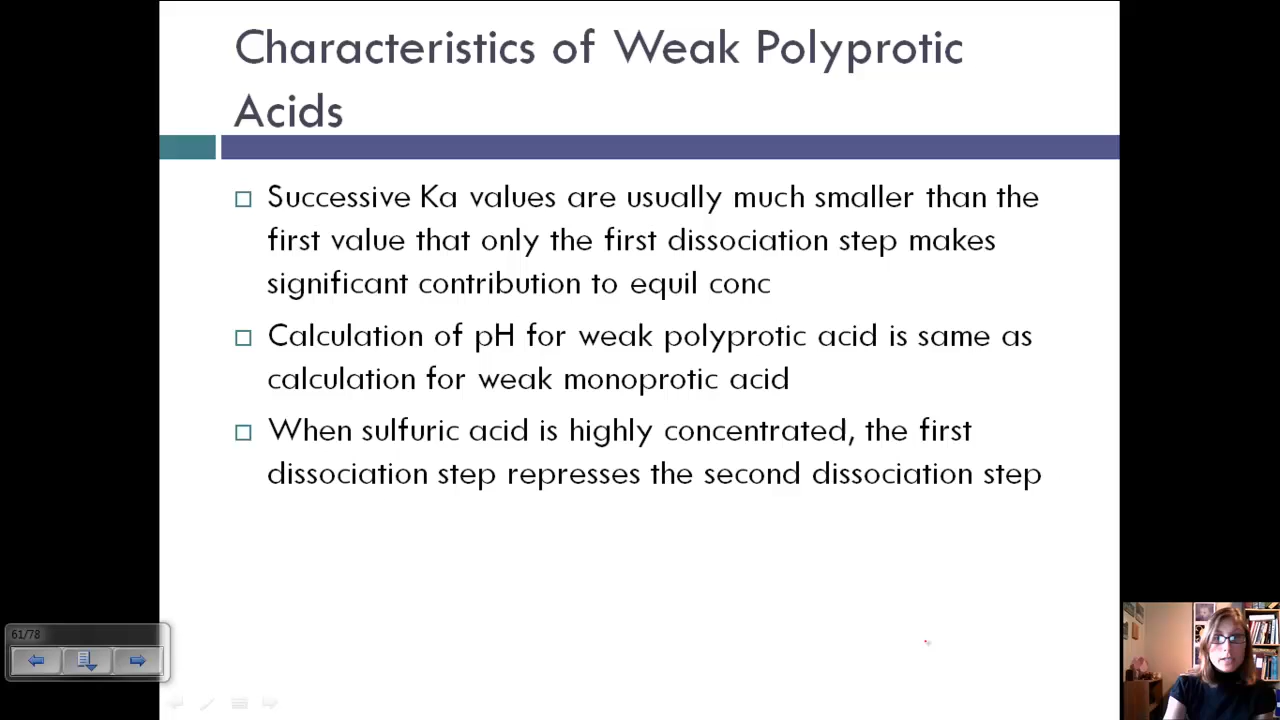 Characteristics of Weak Polyprotic
Acids
Successive Ka values are usually much smaller than the
first value that only the first dissociation step makes
significant contribution to equil conc
Calculation of pH for weak polyprotic acid is same as
calculation for weak monoprotic acid
When sulfuric acid is highly concentrated, the first
dissociation step represses the second dissociation step
61/78